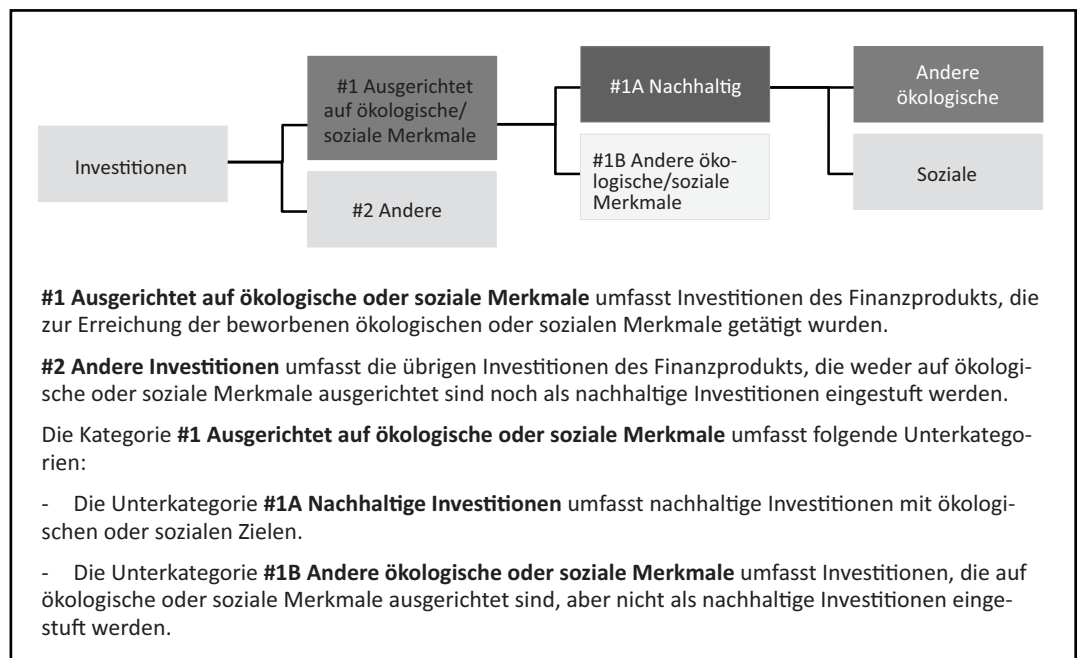 Investitionen
#1 Ausgerichtet
auf ökologische/
soziale Merkmale
#2 Andere
#1A Nachhaltig
#1B Andere öko-
logische/soziale
Merkmale
Andere
ökologische
Soziale
#1 Ausgerichtet auf ökologische oder soziale Merkmale umfasst Investitionen des Finanzprodukts, die
zur Erreichung der beworbenen ökologischen oder sozialen Merkmale getätigt wurden.
#2 Andere Investitionen umfasst die übrigen Investitionen des Finanzprodukts, die weder auf ökologi-
sche oder soziale Merkmale ausgerichtet sind noch als nachhaltige Investitionen eingestuft werden.
Die Kategorie #1 Ausgerichtet auf ökologische oder soziale Merkmale umfasst folgende Unterkatego-
rien:
- Die Unterkategorie #1A Nachhaltige Investitionen umfasst nachhaltige Investitionen mit ökologi-
schen oder sozialen Zielen.
- Die Unterkategorie #1B Andere ökologische oder soziale Merkmale umfasst Investitionen, die auf
ökologische oder soziale Merkmale ausgerichtet sind, aber nicht als nachhaltige Investitionen einge-
stuft werden.